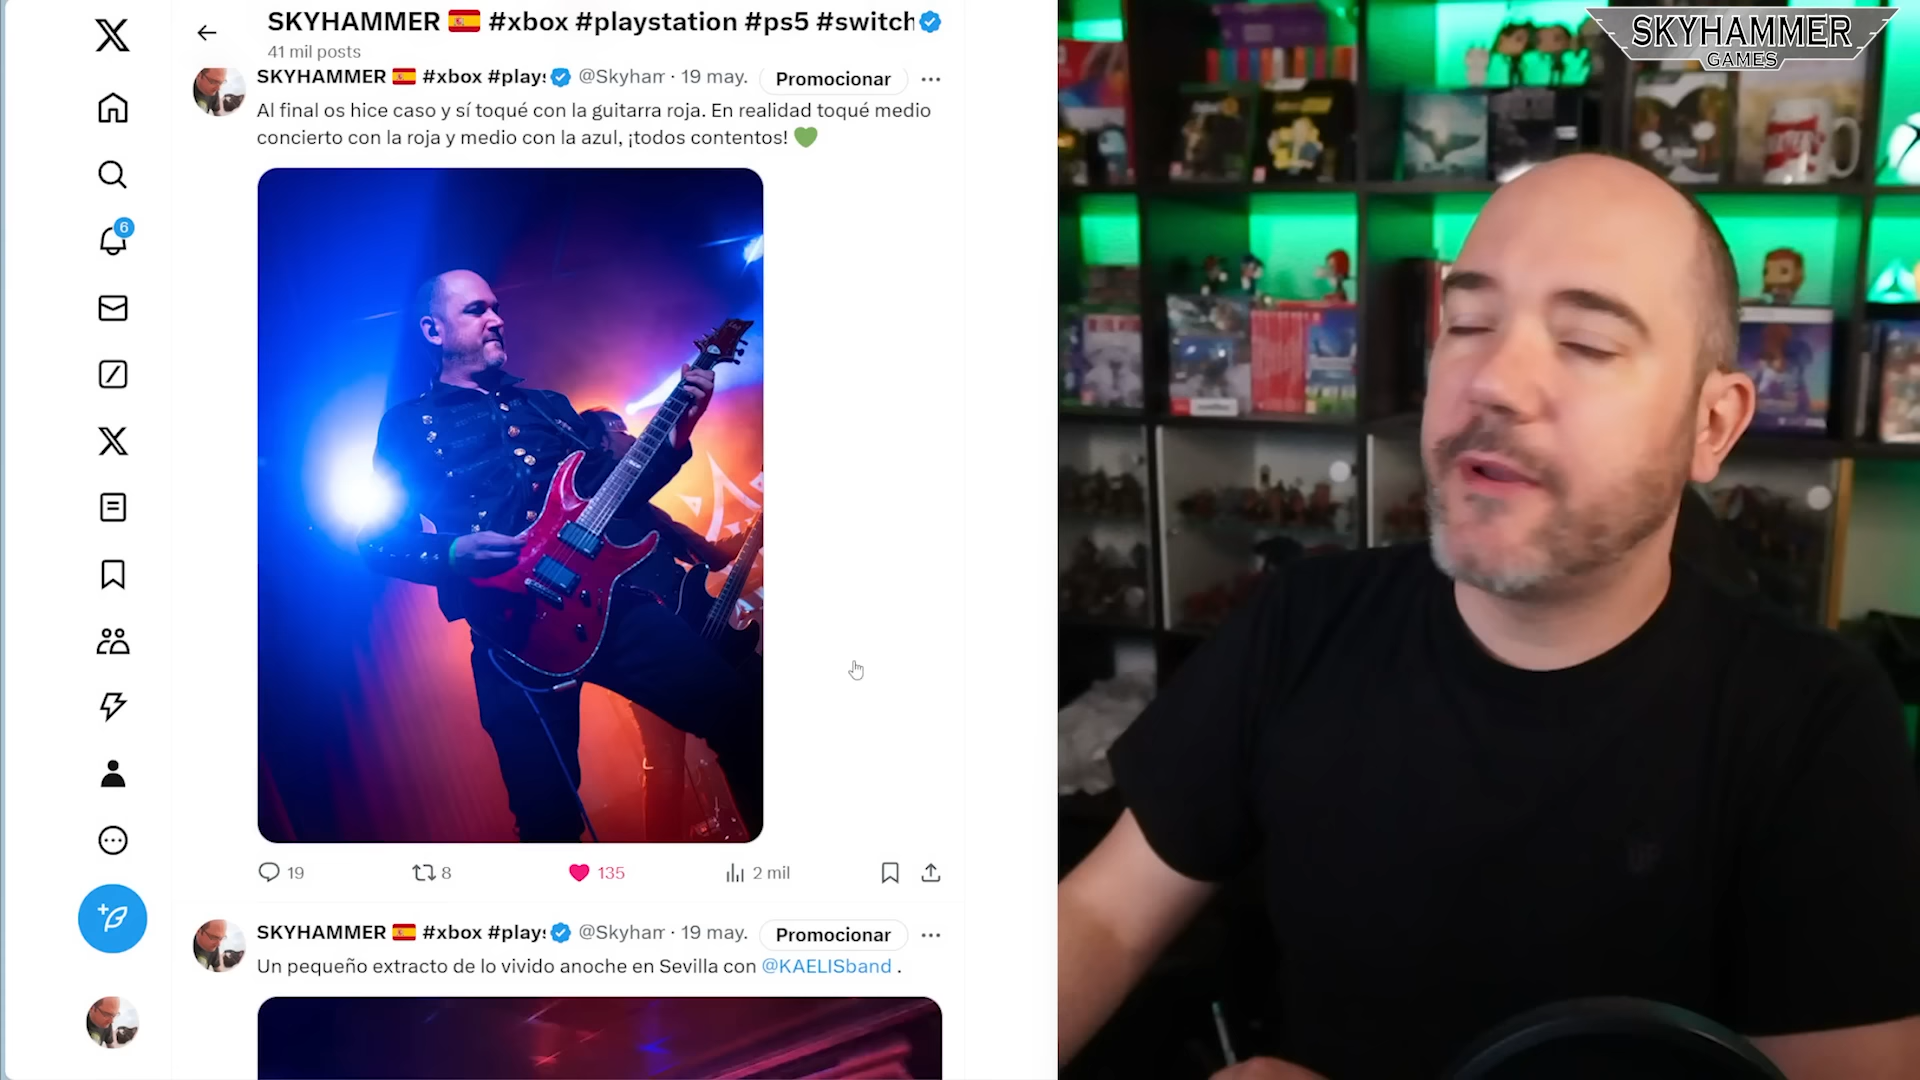 SKYHAMMER 🇪🇸 #xbox #playstation #ps5 #switch
41 mil posts
SKYHAMMER 🇪🇸 #xbox #play: @Skyhar · 19 may.
Promocionar
Al final os hice caso y sí toqué con la guitarra roja. En realidad toqué medio
concierto con la roja y medio con la azul, ¡todos contentos! 💚
19
8
135
2 mil
SKYHAMMER 🇪🇸 #xbox #play: @Skyhar · 19 may.
Promocionar
Un pequeño extracto de lo vivido anoche en Sevilla con @KAELISband .
6
SKYHAMMER
GAMES